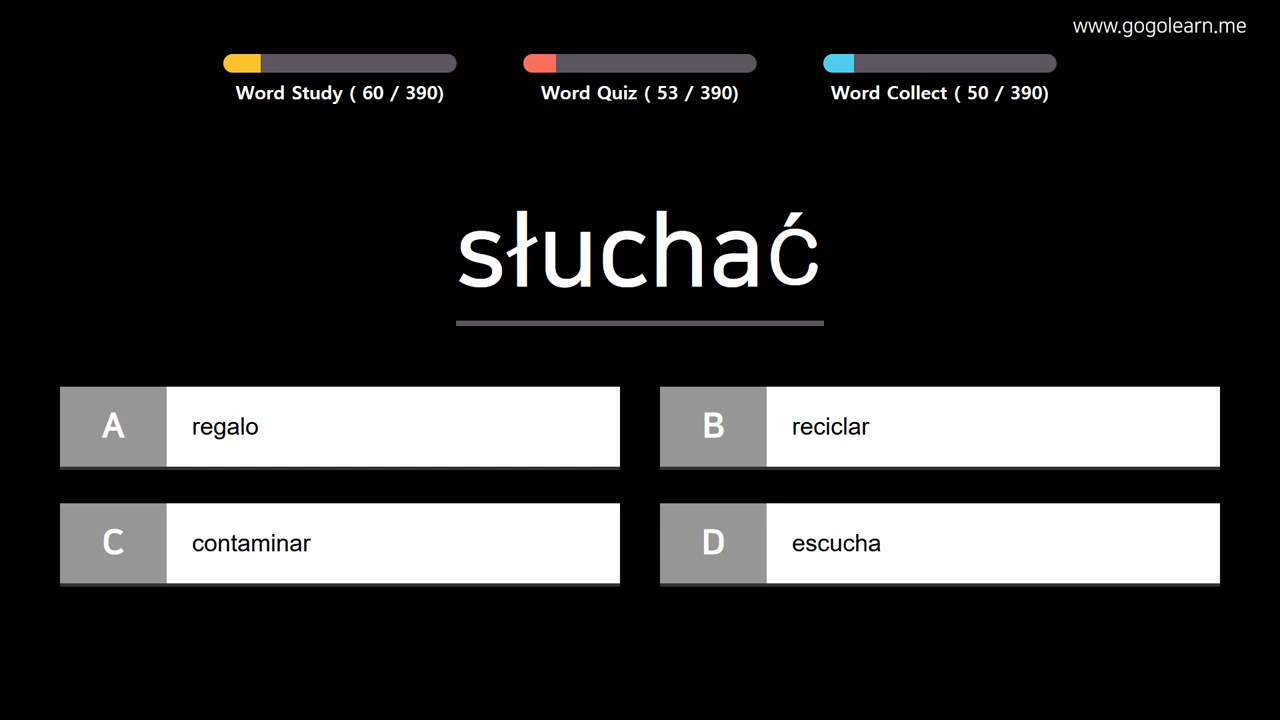 www.gogolearn.me
Word Study ( 60 / 390)
Word Quiz ( 53 / 390)
Word Collect ( 50 / 390)
słuchać
A regalo
B reciclar
C contaminar
D escucha